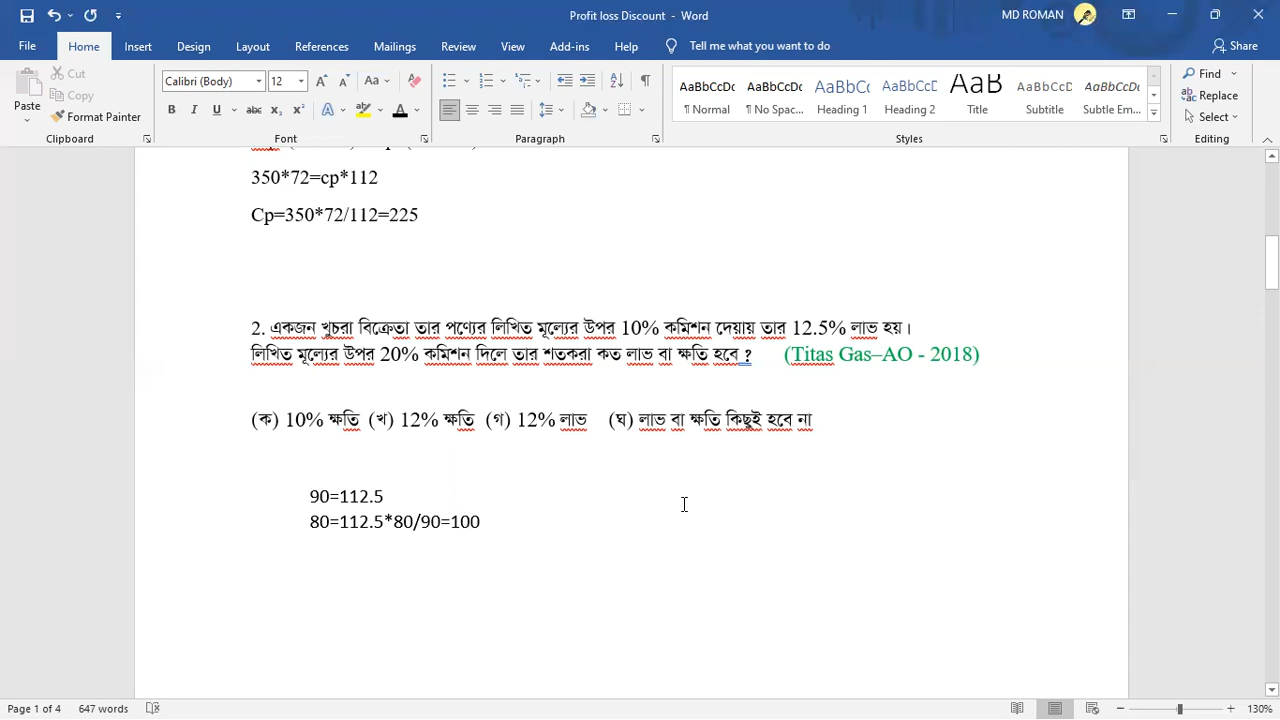 Profit loss Discount - Word
MD ROMAN
File Home Insert Design Layout References Mailings Review View Add-ins Help Tell me what you want to do Share
Paste Cut Copy Format Painter
Calibri (Body) 12
AaBbCcDc AaBbCcDc AaBbCc AaBbCcC AaB AaBbCcD AaBbCcDt
¶ Normal ¶ No Spac... Heading 1 Heading 2 Title Subtitle Subtle Em...
Find Replace Select
Clipboard Font Paragraph Styles Editing
350*72=cp*112
Cp=350*72/112=225
2. একজন খুচরা বিক্রেতা তার পণ্যের লিখিত মূল্যের উপর 10% কমিশন দেয়ায় তার 12.5% লাভ হয়।
লিখিত মূল্যের উপর 20% কমিশন দিলে তার শতকরা কত লাভ বা ক্ষতি হবে ? (Titas Gas–AO - 2018)
(ক) 10% ক্ষতি (খ) 12% ক্ষতি (গ) 12% লাভ (ঘ) লাভ বা ক্ষতি কিছুই হবে না
90=112.5
80=112.5*80/90=100
Page 1 of 4 647 words 130%